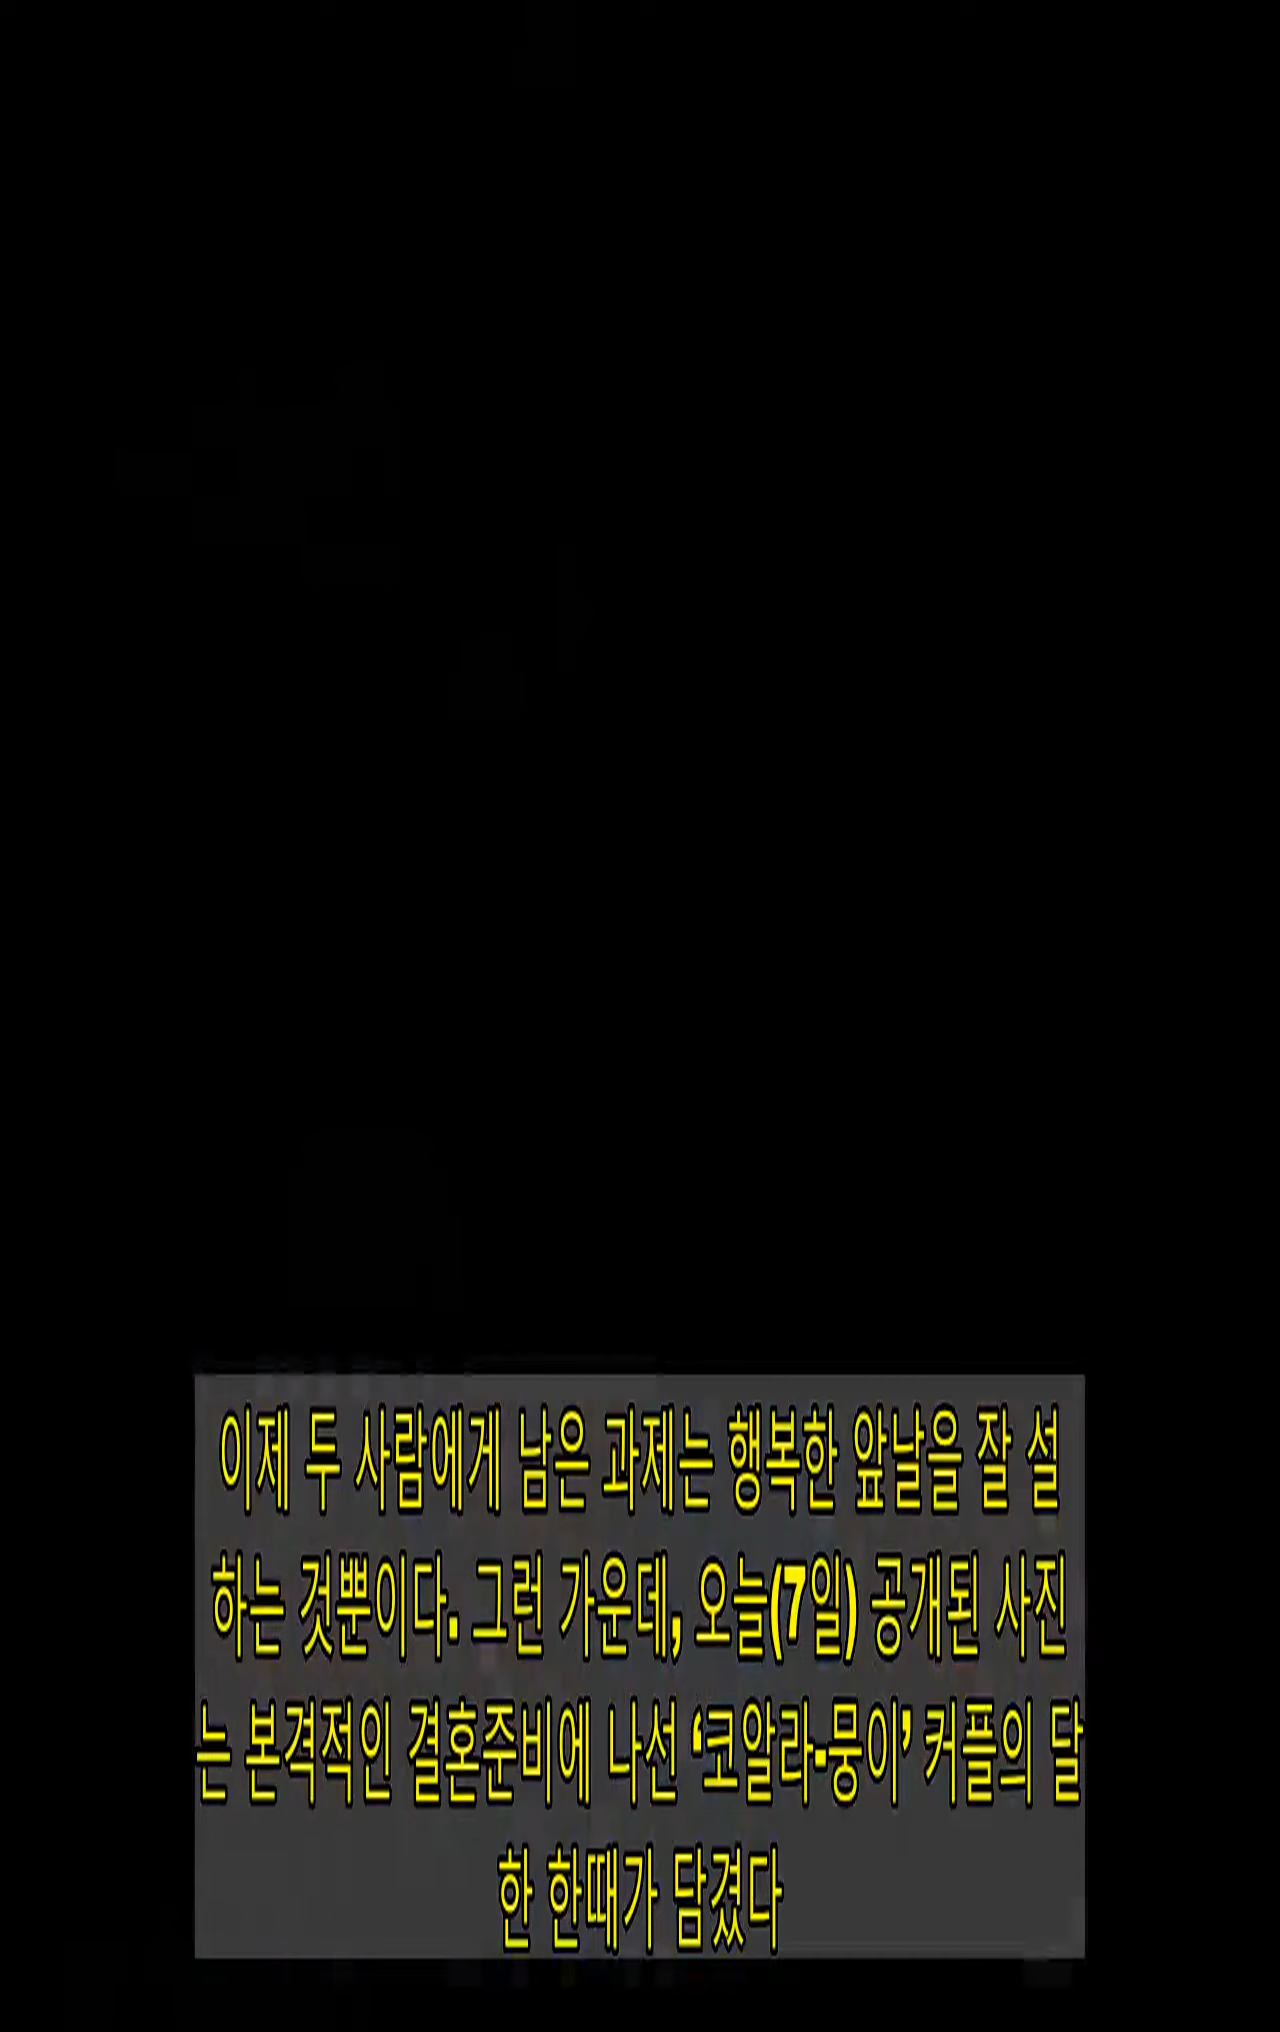 이제 두 사람에게 남은 과제는 행복한 앞날을 잘 설
하는 것뿐이다. 그런 가운데, 오늘(7일) 공개된 사진
는 본격적인 결혼준비에 나선 ‘코알라-뭉이’ 커플의 달
한 한때가 담겼다